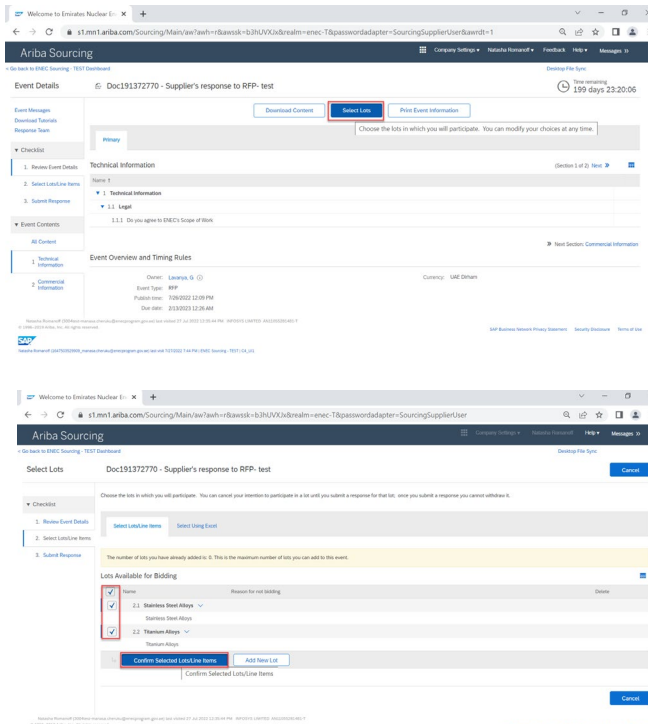 Welcome to Emirates Nuclear En
s1.mn1.ariba.com/Sourcing/Main/aw?awh=r&awssk=b3hUVXJx&realm=enec-T&passwordadapter=SourcingSupplierUser&awrdt=1
Ariba Sourcing
Company Settings
Natasha Romanoff
Feedback
Help
Messages
Go back to ENEC Sourcing - TEST Dashboard
Desktop File Sync
Event Details
Doc191372770 - Supplier's response to RFP- test
Time remaining
199 days 23:20:06
Event Messages
Download Tutorials
Response Team
Download Content
Select Lots
Print Event Information
Choose the lots in which you will participate. You can modify your choices at any time.
Primary
Checklist
1. Review Event Details
2. Select Lots/Line Items
3. Submit Response
Technical Information
(Section 1 of 2) Next
Name ↑
1 Technical Information
1.1 Legal
1.1.1 Do you agree to ENEC's Scope of Work
Event Contents
All Content
1 Technical Information
2 Commercial Information
Next Section: Commercial Information
Event Overview and Timing Rules
Owner: Lavanya, G
Currency: UAE Dirham
Event Type: RFP
Publish time: 7/26/2022 12:09 PM
Due date: 2/13/2023 12:26 AM
SAP Business Network Privacy Statement
Security Disclosure
Terms of Use
SAP
Welcome to Emirates Nuclear En
s1.mn1.ariba.com/Sourcing/Main/aw?awh=r&awssk=b3hUVXJx&realm=enec-T&passwordadapter=SourcingSupplierUser
Ariba Sourcing
Company Settings
Natasha Romanoff
Help
Messages
Go back to ENEC Sourcing - TEST Dashboard
Desktop File Sync
Select Lots
Doc191372770 - Supplier's response to RFP- test
Cancel
Choose the lots in which you will participate. You can cancel your intention to participate in a lot until you submit a response for that lot; once you submit a response you cannot withdraw it.
Checklist
1. Review Event Details
2. Select Lots/Line Items
3. Submit Response
Select Lots/Line Items
Select Using Excel
The number of lots you have already added is: 0. This is the maximum number of lots you can add to this event.
Lots Available for Bidding
Name
Reason for not bidding
Delete
2.1 Stainless Steel Alloys
Stainless Steel Alloys
2.2 Titanium Alloys
Titanium Alloys
Confirm Selected Lots/Line Items
Add New Lot
Confirm Selected Lots/Line Items
Cancel